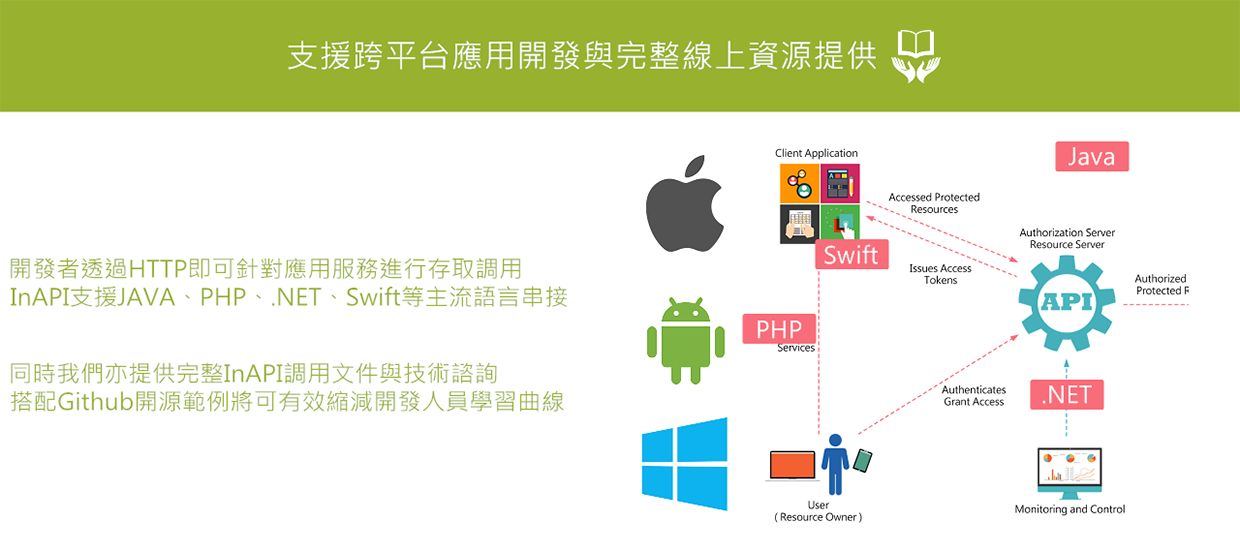 支援跨平台應用開發與完整線上資源提供
開發者透過HTTP即可針對應用服務進行存取調用
InAPI支援JAVA、PHP、.NET、Swift等主流語言串接
同時我們亦提供完整InAPI調用文件與技術諮詢
搭配Github開源範例將可有效縮減開發人員學習曲線
Client Application
Java
Accessed Protected
Resources
Swift
Authorization Server
Resource Server
Issues Access
Tokens
API
Authorized
Protected
PHP
Services
Authenticates
Grant Access
.NET
User
( Resource Owner )
Monitoring and Control